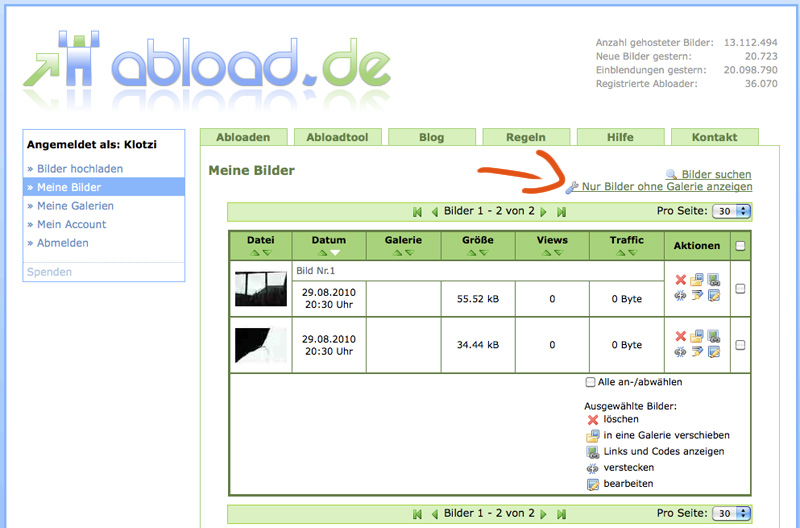 abload.de
Anzahl gehosteter Bilder: 13.112.494
Neue Bilder gestern: 20.723
Einblendungen gestern: 20.098.790
Registrierte Abloader: 36.070
Angemeldet als: Klotzi
» Bilder hochladen
» Meine Bilder
» Meine Galerien
» Mein Account
» Abmelden
Spenden
Abloaden Abloadtool Blog Regeln Hilfe Kontakt
Meine Bilder
Bilder suchen
Nur Bilder ohne Galerie anzeigen
Bilder 1 - 2 von 2 Pro Seite: 30
Datei Datum Galerie Größe Views Traffic Aktionen
Bild Nr.1
29.08.2010 20:30 Uhr 55.52 kB 0 0 Byte
29.08.2010 20:30 Uhr 34.44 kB 0 0 Byte
Alle an-/abwählen
Ausgewählte Bilder:
löschen
in eine Galerie verschieben
Links und Codes anzeigen
verstecken
bearbeiten
Bilder 1 - 2 von 2 Pro Seite: 30